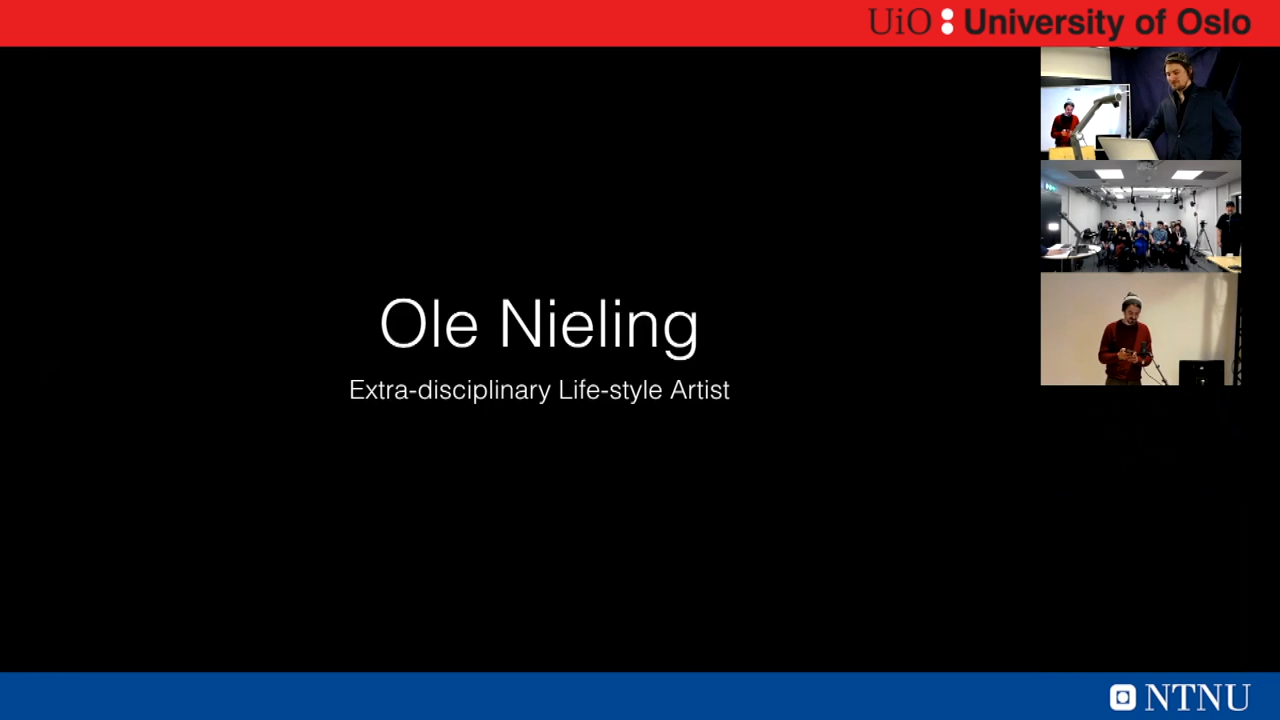 UiO : University of Oslo
Ole Nieling
Extra-disciplinary Life-style Artist
NTNU